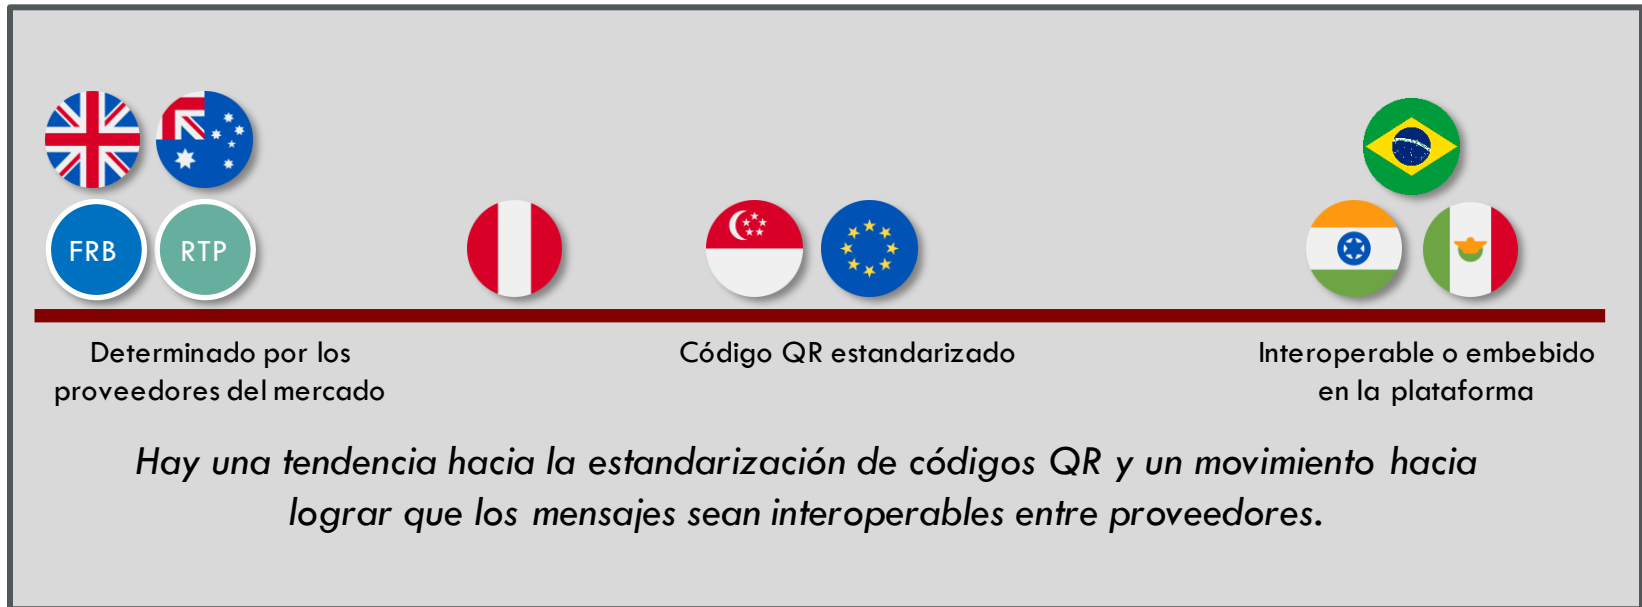 FRB
RTP
Determinado por los
proveedores del mercado
Código QR estandarizado
Interoperable o embebido
en la plataforma
Hay una tendencia hacia la estandarización de códigos QR y un movimiento hacia
lograr que los mensajes sean interoperables entre proveedores.